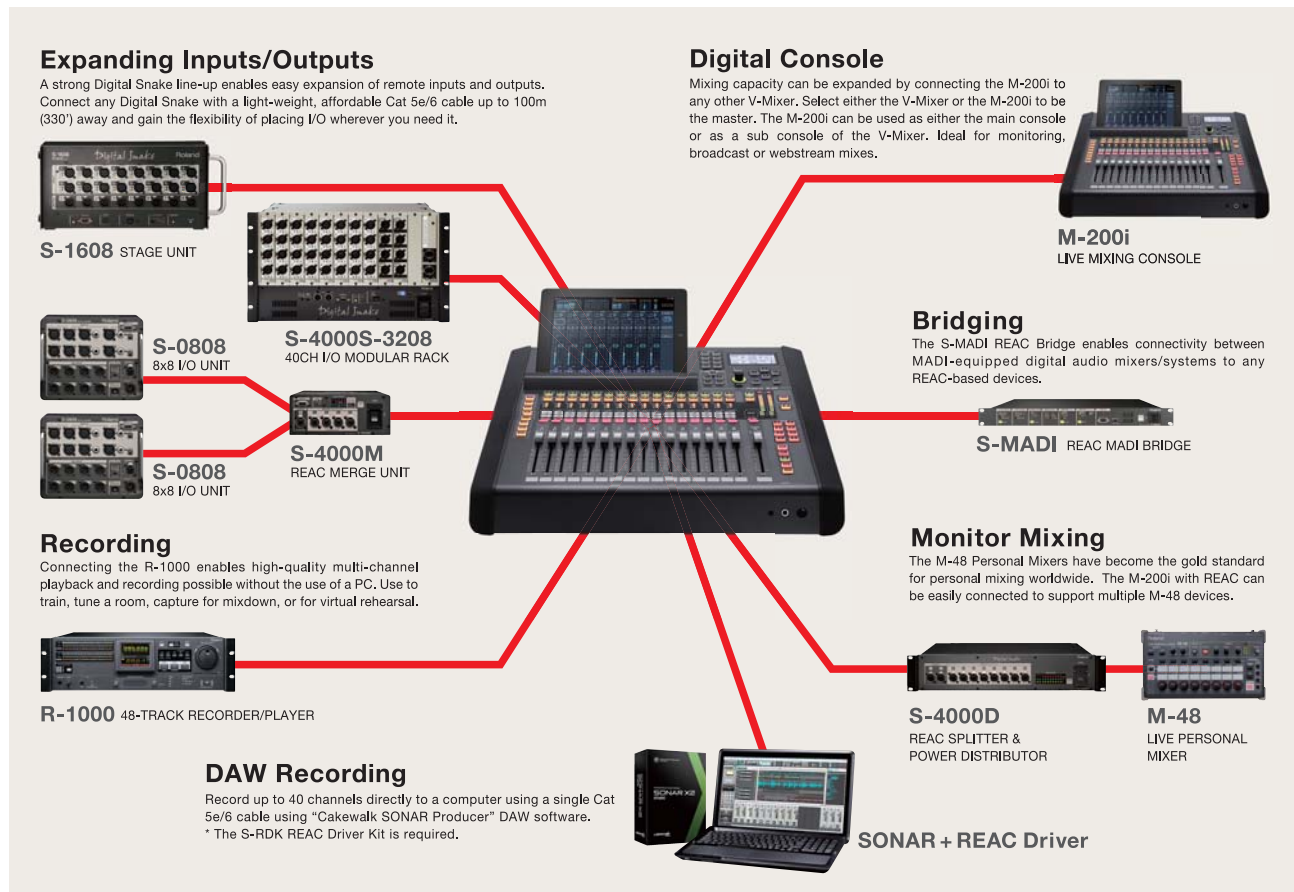 Expanding Inputs/Outputs
A strong Digital Snake line-up enables easy expansion of remote inputs and outputs.
Connect any Digital Snake with a light-weight, affordable Cat 5e/6 cable up to 100m
(330') away and gain the flexibility of placing I/O wherever you need it.
Digital Snake
Roland
S-1608 STAGE UNIT
Digital Snake
S-4000S-3208
40CH I/O MODULAR RACK
S-0808
8x8 I/O UNIT
S-0808
8x8 I/O UNIT
S-4000M
REAC MERGE UNIT
Digital Console
Mixing capacity can be expanded by connecting the M-200i to
any other V-Mixer. Select either the V-Mixer or the M-200i to be
the master. The M-200i can be used as either the main console
or as a sub console of the V-Mixer. Ideal for monitoring,
broadcast or webstream mixes.
M-200i
LIVE MIXING CONSOLE
Bridging
The S-MADI REAC Bridge enables connectivity between
MADI-equipped digital audio mixers/systems to any
REAC-based devices.
S-MADI REAC MADI BRIDGE
Recording
Connecting the R-1000 enables high-quality multi-channel
playback and recording possible without the use of a PC. Use to
train, tune a room, capture for mixdown, or for virtual rehearsal.
R-1000 48-TRACK RECORDER/PLAYER
Monitor Mixing
The M-48 Personal Mixers have become the gold standard
for personal mixing worldwide. The M-200i with REAC can
be easily connected to support multiple M-48 devices.
S-4000D
REAC SPLITTER &
POWER DISTRIBUTOR
M-48
LIVE PERSONAL
MIXER
DAW Recording
Record up to 40 channels directly to a computer using a single Cat
5e/6 cable using “Cakewalk SONAR Producer” DAW software.
* The S-RDK REAC Driver Kit is required.
SONAR X2
SONAR + REAC Driver